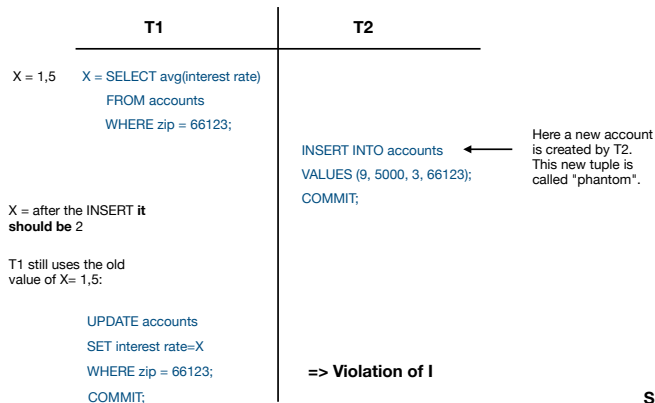 T1
T2
X = 1,5
X = SELECT avg(interest rate)
FROM accounts
WHERE zip = 66123;
INSERT INTO accounts
VALUES (9, 5000, 3, 66123);
COMMIT;
Here a new account
is created by T2.
This new tuple is
called "phantom".
X = after the INSERT it
should be 2
T1 still uses the old
value of X= 1,5:
UPDATE accounts
SET interest rate=X
WHERE zip = 66123;
COMMIT;
=> Violation of I
S